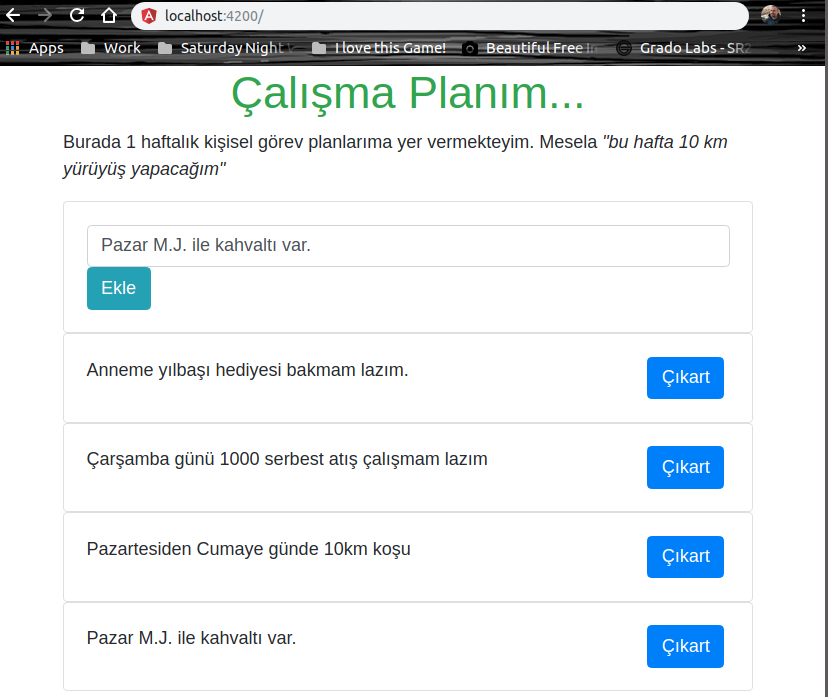 localhost:4200/
Apps Work Saturday Night I love this Game! Beautiful Free Grado Labs - SR2 »
Çalışma Planım...
Burada 1 haftalık kişisel görev planlarıma yer vermekteyim. Mesela "bu hafta 10 km
yürüyüş yapacağım"
Pazar M.J. ile kahvaltı var.
Ekle
Anneme yılbaşı hediyesi bakmam lazım.
Çıkart
Çarşamba günü 1000 serbest atış çalışmam lazım
Çıkart
Pazartesiden Cumaye günde 10km koşu
Çıkart
Pazar M.J. ile kahvaltı var.
Çıkart